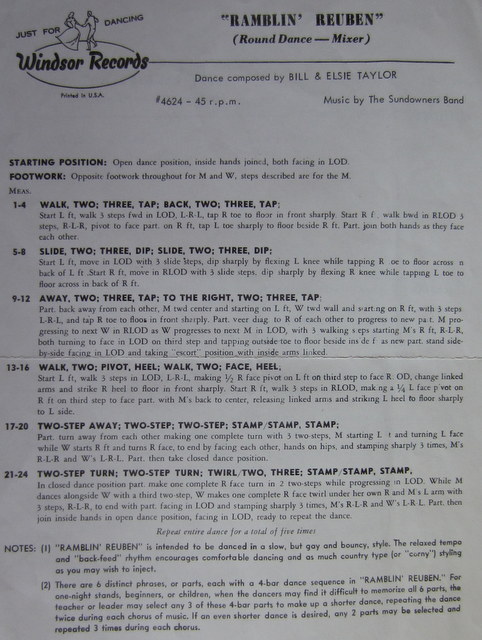 JUST FOR DANCING
Windsor Records
Printed in U.S.A.
"RAMBLIN' REUBEN"
(Round Dance — Mixer)
Dance composed by BILL & ELSIE TAYLOR
#4624 - 45 r.p.m.
Music by The Sundowners Band
STARTING POSITION: Open dance position, inside hands joined, both facing in LOD.
FOOTWORK: Opposite footwork throughout for M and W, steps described are for the M.
MEAS.
1-4 WALK, TWO; THREE, TAP; BACK, TWO; THREE, TAP;
Start L ft, walk 3 steps fwd in LOD, L-R-L, tap R toe to floor in front sharply. Start R f , walk bwd in RLOD 3
steps, R-L-R, pivot to face part. on R ft, tap L toe sharply to floor beside R ft. Part. join both hands as they face
each other.
5-8 SLIDE, TWO; THREE, DIP; SLIDE, TWO; THREE, DIP;
Start L ft, move in LOD with 3 slide steps, dip sharply by flexing L knee while tapping R oe to floor across n
back of L ft .Start R ft, move in RLOD with 3 slide steps, dip sharply by flexing R knee while tapping L toe to
floor across in back of R ft.
9-12 AWAY, TWO; THREE, TAP; TO THE RIGHT, TWO; THREE, TAP;
Part. back away from each other, M twd center and starting on L ft, W twd wall and starting on R ft, with 3 steps
L-R-L, and tap R toe to floor in front sharply. Part. veer diag. to R of each other to progress to new part. M pro-
gressing to next W in RLOD as W progresses to next M in LOD, with 3 walking s eps starting M's R ft, R-L-R,
both turning to face in LOD on third step and tapping outside toe to floor beside inside f as new part. stand side-
by-side facing in LOD and taking "escort" position with inside arms linked.
13-16 WALK, TWO; PIVOT, HEEL; WALK, TWO; FACE, HEEL,
Start L ft, walk 3 steps in LOD, L-R-L, making ½ R face pivot on L ft on third step to face R. OD, change linked
arms and strike R heel to floor in front sharply. Start R ft, walk 3 steps in RLOD, making a ¼ L face pivot on
R ft on third step to face part. with M's back to center, releasing linked arms and striking L heel to floor sharply
to L side.
17-20 TWO-STEP AWAY; TWO-STEP; TWO-STEP; STAMP/STAMP, STAMP;
Part. turn away from each other making one complete turn with 3 two-steps, M starting L t and turning L face
while W starts R ft and turns R face, to end by facing each other, hands on hips, and stamping sharply 3 times, M's
R-L-R and W's L-R-L. Part. then take closed dance position.
21-24 TWO-STEP TURN; TWO-STEP TURN; TWIRL/TWO, THREE; STAMP/STAMP, STAMP,
In closed dance position part. make one complete R face turn in 2 two-steps while progressing in LOD. While M
dances alongside W with a third two-step, W makes one complete R face twirl under her own R and M's L arm with
3 steps, R-L-R, to end with part. facing and stamping sharply 3 times, M's R-L-R and W's L-R-L. Part. then
join inside hands in open dance position, facing in LOD, ready to repeat the dance.
Repeat entire dance for a total of five times
NOTES: (1) "RAMBLIN' REUBEN" is intended to be danced in a slow, but gay and bouncy, style. The relaxed tempo
and "back-feed" rhythm encourages comfortable dancing and as much country type (or "corny") styling
as you may wish to inject.
(2) There are 6 distinct phrases, or parts, each with a 4-bar dance sequence in "RAMBLIN' REUBEN." For
one-night stands, beginners, or children, when the dancers may find it difficult to memorize all 6 parts, the
teacher or leader may select any 3 of these 4-bar parts to make up a shorter dance, repeating the dance
twice during each chorus of music. If an even shorter dance is desired, any 2 parts may be selected and
repeated 3 times during each chorus.